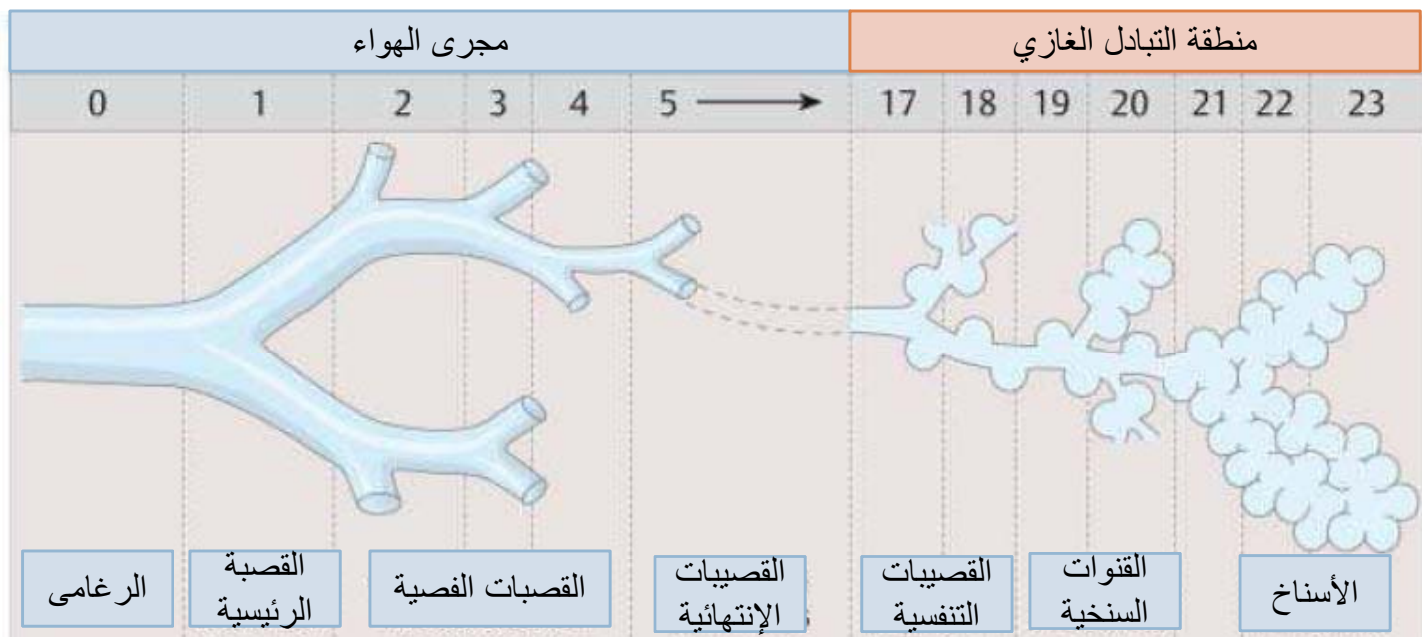 مجرى الهواء
منطقة التبادل الغازي
0 1 2 3 4 5 17 18 19 20 21 22 23
الرغامى
القصبة
الرئيسية
القصبات الفصية
القصيبات
الإنتهائية
القصيبات
التنفسية
القنوات
السنخية
الأسناخ